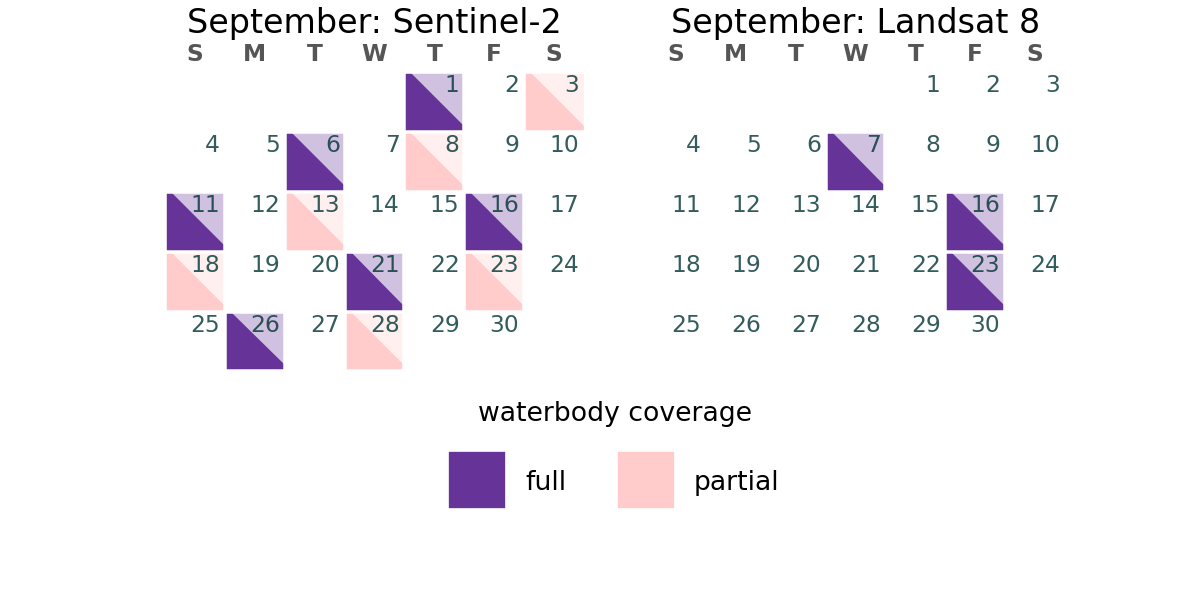 September: Sentinel-2
S M T W T F S
1 2 3
4 5 6 7 8 9 10
11 12 13 14 15 16 17
18 19 20 21 22 23 24
25 26 27 28 29 30
September: Landsat 8
S M T W T F S
1 2 3
4 5 6 7 8 9 10
11 12 13 14 15 16 17
18 19 20 21 22 23 24
25 26 27 28 29 30
waterbody coverage
full partial